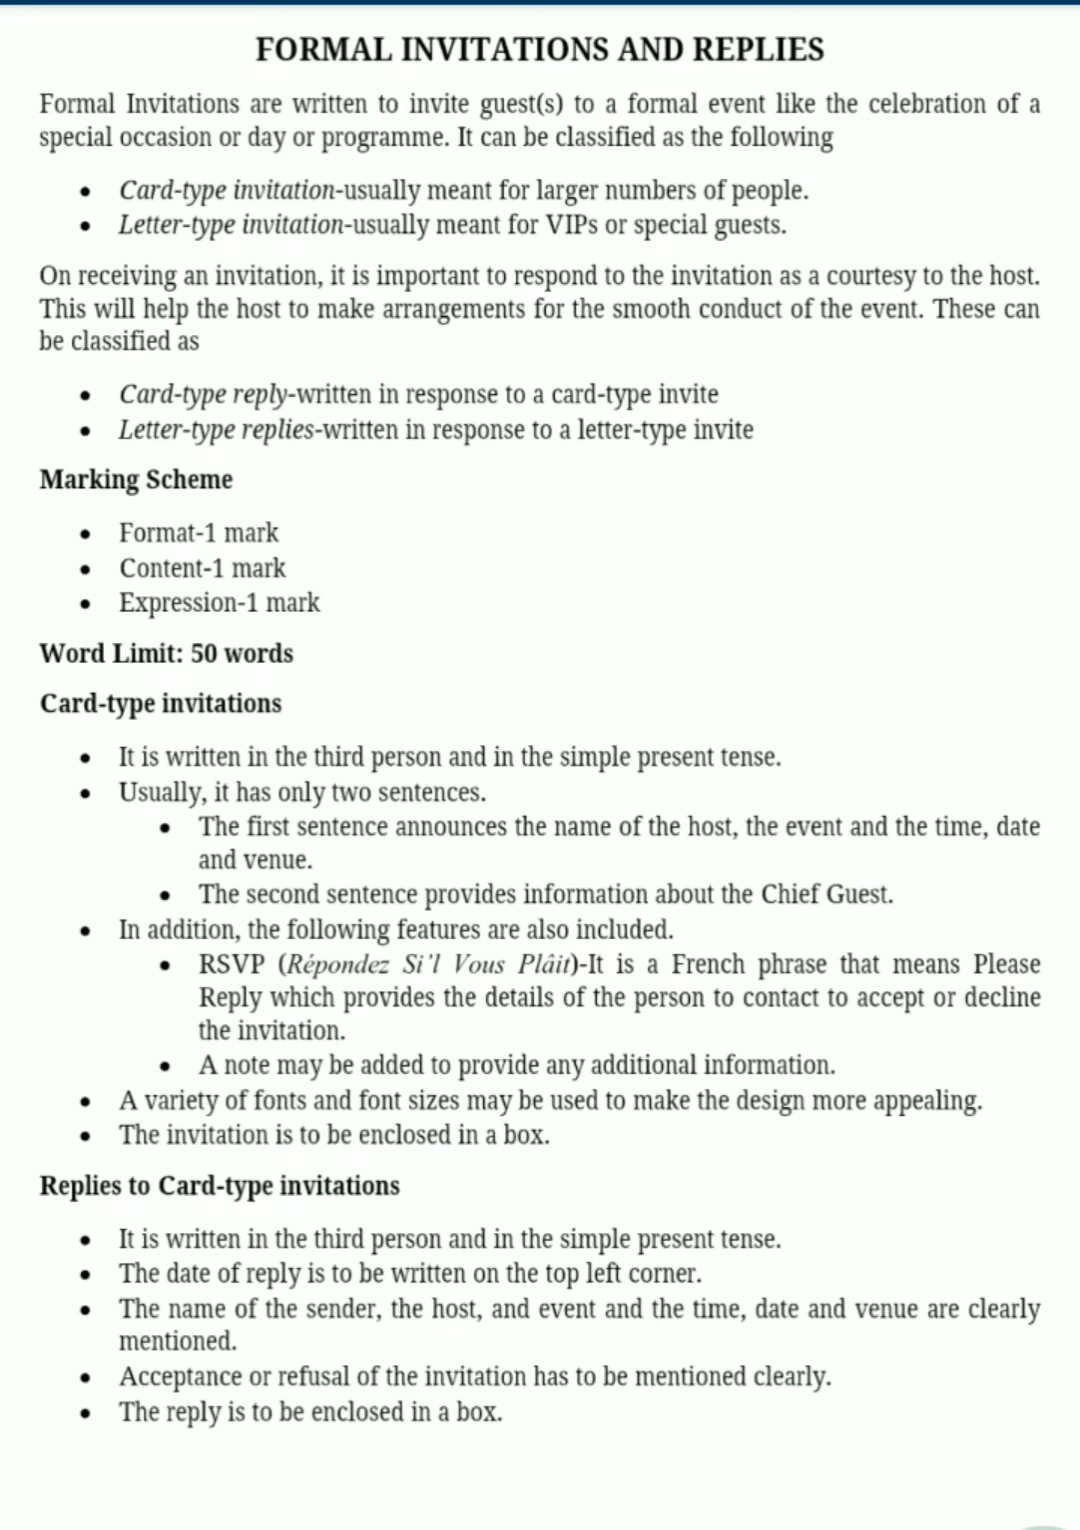 FORMAL INVITATIONS AND REPLIES
Formal Invitations are written to invite guest(s) to a formal event like the celebration of a
special occasion or day or programme. It can be classified as the following
• Card-type invitation-usually meant for larger numbers of people.
• Letter-type invitation-usually meant for VIPs or special guests.
On receiving an invitation, it is important to respond to the invitation as a courtesy to the host.
This will help the host to make arrangements for the smooth conduct of the event. These can
be classified as
• Card-type reply-written in response to a card-type invite
• Letter-type replies-written in response to a letter-type invite
Marking Scheme
• Format-1 mark
• Content-1 mark
• Expression-1 mark
Word Limit: 50 words
Card-type invitations
• It is written in the third person and in the simple present tense.
• Usually, it has only two sentences.
• The first sentence announces the name of the host, the event and the time, date
and venue.
• The second sentence provides information about the Chief Guest.
• In addition, the following features are also included.
• RSVP (Répondez Si'l Vous Plâit)-It is a French phrase that means Please
Reply which provides the details of the person to contact to accept or decline
the invitation.
• A note may be added to provide any additional information.
• A variety of fonts and font sizes may be used to make the design more appealing.
• The invitation is to be enclosed in a box.
Replies to Card-type invitations
• It is written in the third person and in the simple present tense.
• The date of reply is to be written on the top left corner.
• The name of the sender, the host, and event and the time, date and venue are clearly
mentioned.
• Acceptance or refusal of the invitation has to be mentioned clearly.
• The reply is to be enclosed in a box.